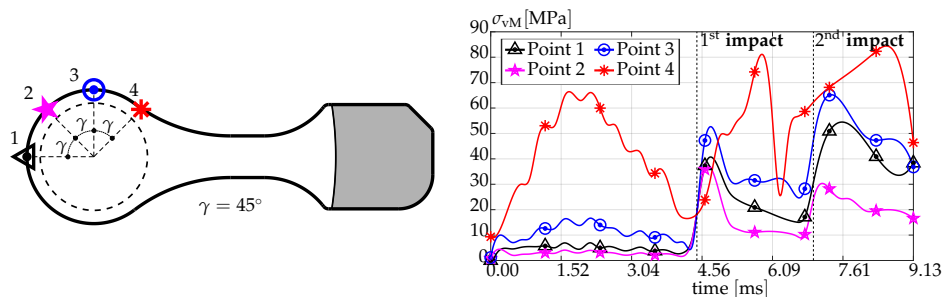 3
2
4
1
γ
γ
γ
γ = 45°
σvM [MPa]
90
80
70
60
50
40
30
20
10
0
Point 1
Point 3
Point 2
Point 4
1st impact
2nd impact
0.00 1.52 3.04 4.56 6.09 7.61 9.13
time [ms]